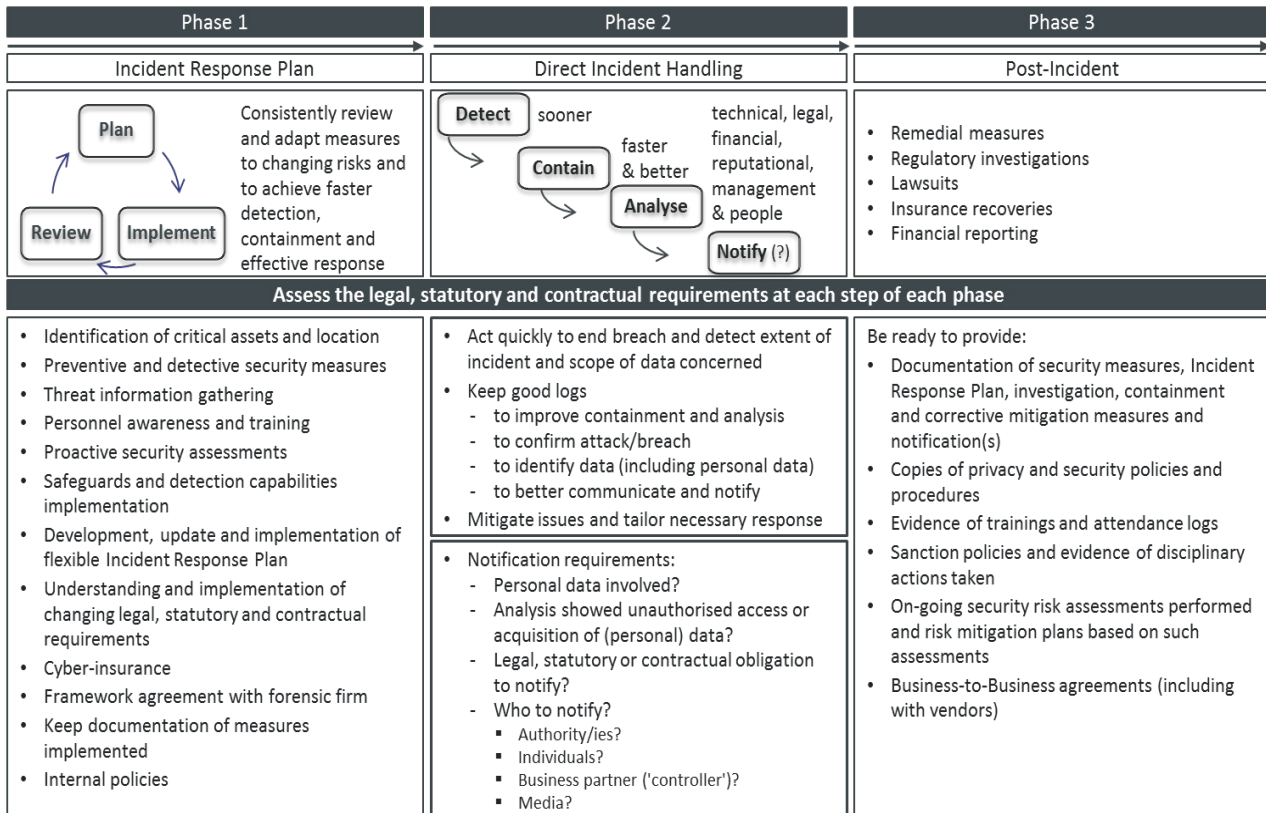 Phase 1
Phase 2
Phase 3
Incident Response Plan
Direct Incident Handling
Post-Incident
Plan
Review
Implement
Consistently review
and adapt measures
to changing risks and
to achieve faster
detection,
containment and
effective response
Detect
sooner
Contain
faster
& better
Analyse
technical, legal,
financial,
reputational,
management
& people
Notify (?)
• Remedial measures
• Regulatory investigations
• Lawsuits
• Insurance recoveries
• Financial reporting
Assess the legal, statutory and contractual requirements at each step of each phase
• Identification of critical assets and location
• Preventive and detective security measures
• Threat information gathering
• Personnel awareness and training
• Proactive security assessments
• Safeguards and detection capabilities
implementation
• Development, update and implementation of
flexible Incident Response Plan
• Understanding and implementation of
changing legal, statutory and contractual
requirements
• Cyber-insurance
• Framework agreement with forensic firm
• Keep documentation of measures
implemented
• Internal policies
• Act quickly to end breach and detect extent of
incident and scope of data concerned
• Keep good logs
- to improve containment and analysis
- to confirm attack/breach
- to identify data (including personal data)
- to better communicate and notify
• Mitigate issues and tailor necessary response
• Notification requirements:
- Personal data involved?
- Analysis showed unauthorised access or
acquisition of (personal) data?
- Legal, statutory or contractual obligation
to notify?
- Who to notify?
▪ Authority/ies?
▪ Individuals?
▪ Business partner ('controller')?
▪ Media?
Be ready to provide:
• Documentation of security measures, Incident
Response Plan, investigation, containment
and corrective mitigation measures and
notification(s)
• Copies of privacy and security policies and
procedures
• Evidence of trainings and attendance logs
• Sanction policies and evidence of disciplinary
actions taken
• On-going security risk assessments performed
and risk mitigation plans based on such
assessments
• Business-to-Business agreements (including
with vendors)